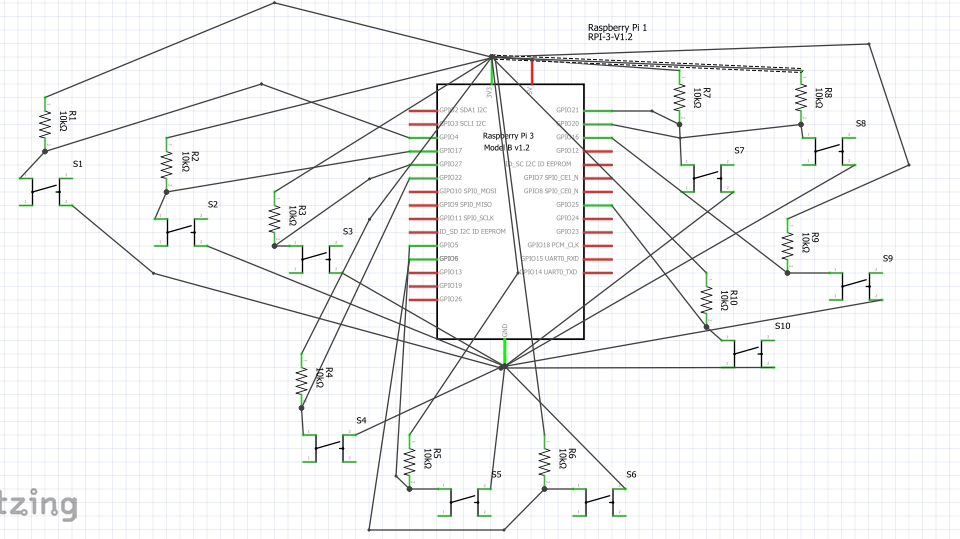 Raspberry Pi 1
RPI-3-V1.2
3V3
5V
R1
10kΩ
R2
10kΩ
R3
10kΩ
R4
10kΩ
R5
10kΩ
R6
10kΩ
R7
10kΩ
R8
10kΩ
R9
10kΩ
R10
10kΩ
S1
S2
S3
S4
S5
S6
S7
S8
S9
S10
Raspberry Pi 3
Model B v1.2
GPIO2 SDA1 I2C
GPIO3 SCL1 I2C
GPIO4
GPIO17
GPIO27
GPIO22
GPIO10 SPI0_MOSI
GPIO9 SPI0_MISO
GPIO11 SPI0_SCLK
ID_SD I2C ID EEPROM
GPIO5
GPIO6
GPIO13
GPIO19
GPIO26
GPIO21
GPIO20
GPIO16
GPIO12
ID_SC I2C ID EEPROM
GPIO7 SPI0_CE1_N
GPIO8 SPI0_CE0_N
GPIO25
GPIO24
GPIO23
GPIO18 PCM_CLK
GPIO15 UART0_RXD
GPIO14 UART0_TXD
GND
tzing